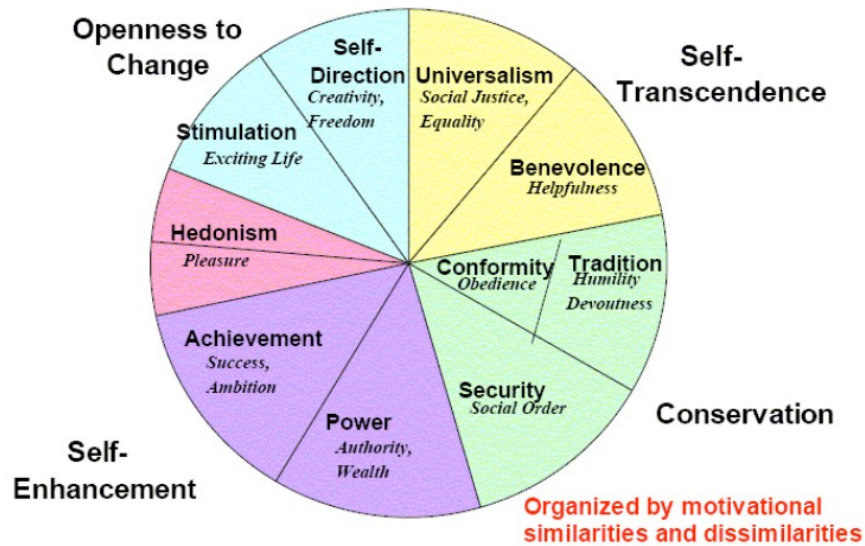 Openness to
Change
Self-
Direction
Creativity,
Freedom
Universalism
Social Justice,
Equality
Self-
Transcendence
Stimulation
Exciting Life
Benevolence
Helpfulness
Hedonism
Pleasure
Conformity
Obedience
Tradition
Humility
Devoutness
Achievement
Success,
Ambition
Security
Social Order
Power
Authority,
Wealth
Conservation
Self-
Enhancement
Organized by motivational
similarities and dissimilarities